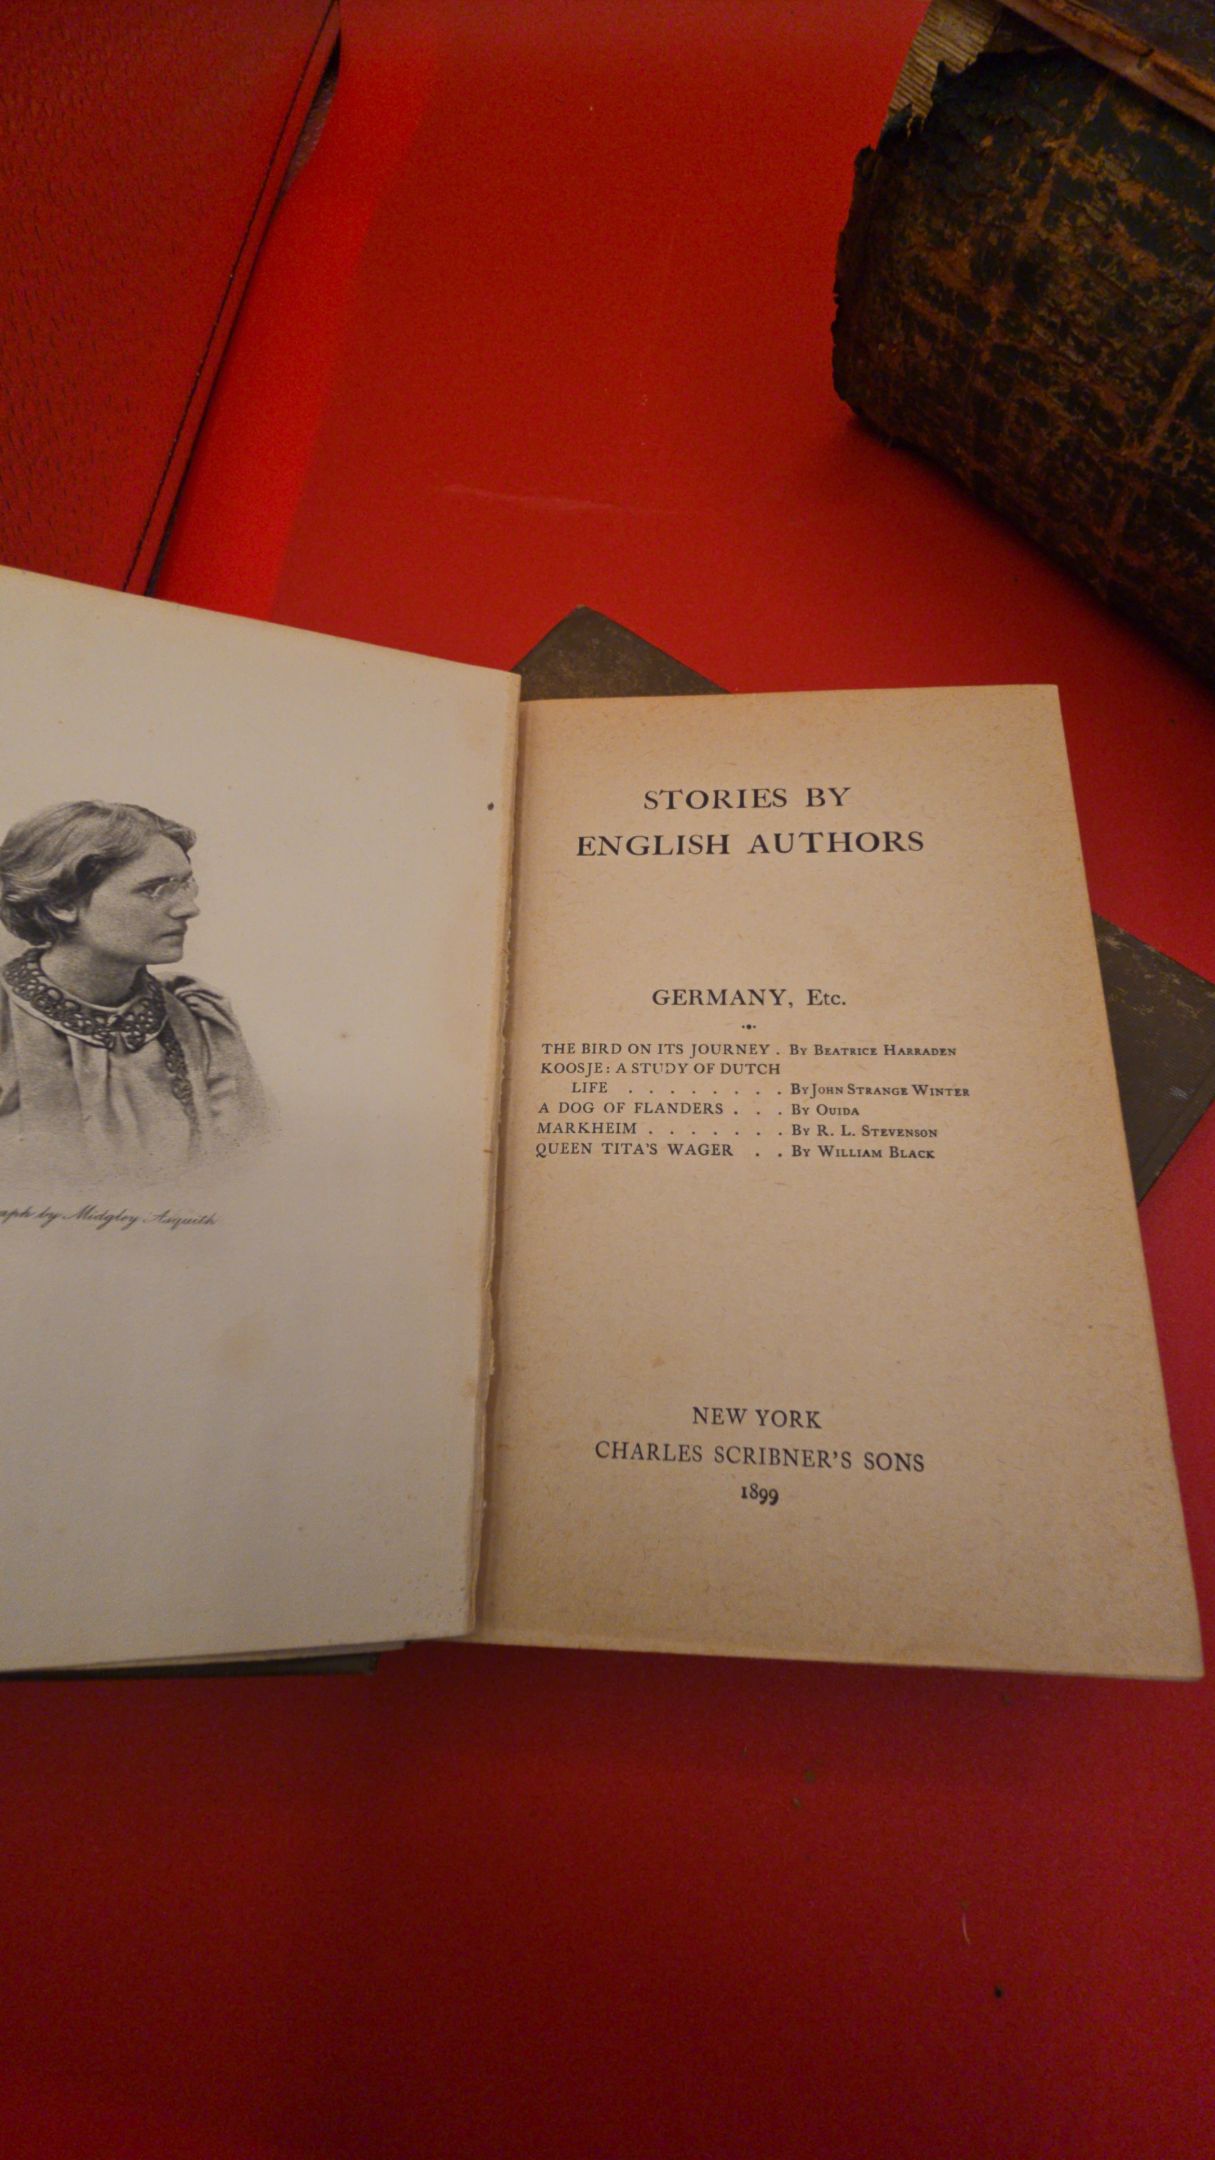 STORIES BY
ENGLISH AUTHORS
GERMANY, Etc.
THE BIRD ON ITS JOURNEY . By Beatrice Harraden
KOOSJE: A STUDY OF DUTCH
LIFE . . . . . . . . By John Strange Winter
A DOG OF FLANDERS . . . By Ouida
MARKHEIM . . . . . . . By R. L. Stevenson
QUEEN TITA'S WAGER . . By William Black
by Midgley Asquith
NEW YORK
CHARLES SCRIBNER'S SONS
1899